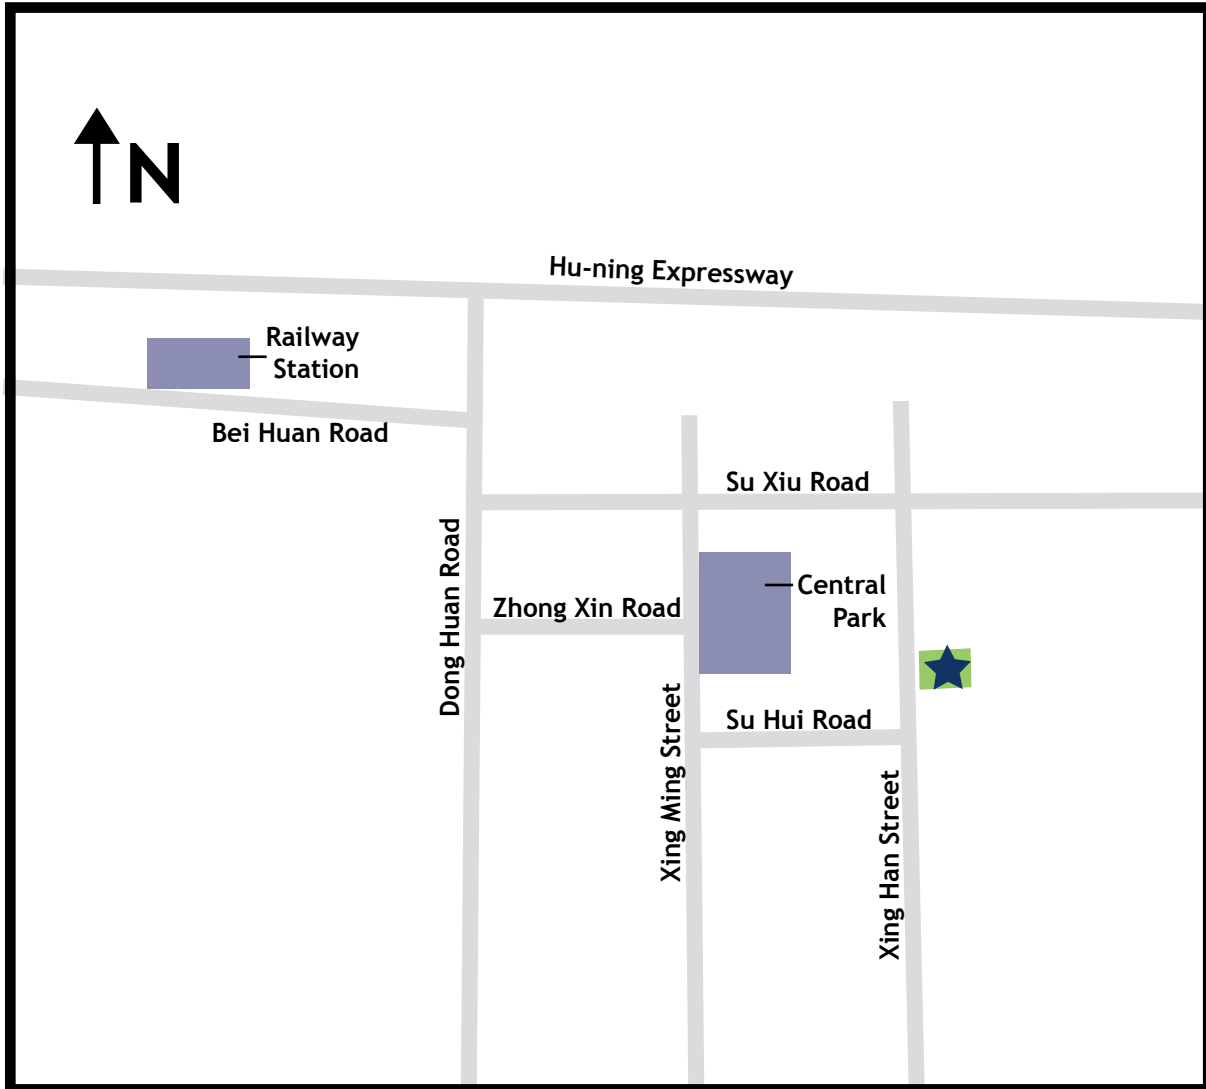 N
Hu-ning Expressway
Railway
Station
Bei Huan Road
Su Xiu Road
Dong Huan Road
Zhong Xin Road
Central
Park
Xing Ming Street
Su Hui Road
Xing Han Street